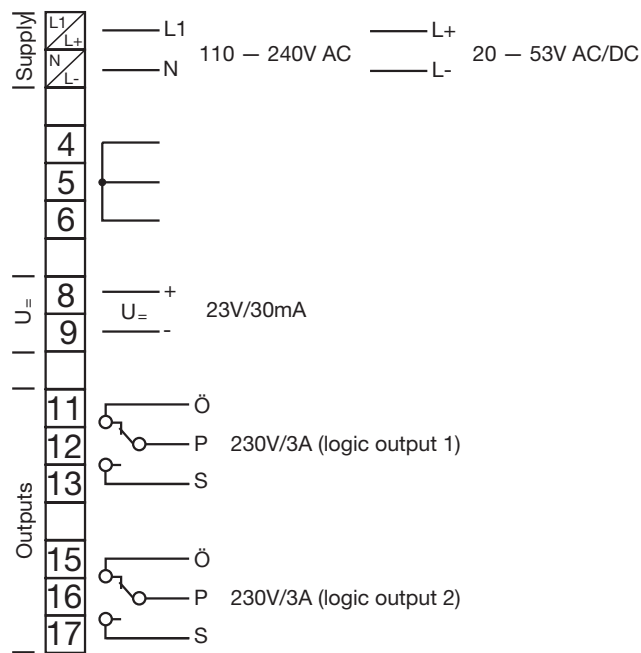 Supply
L1
L+
L1
110 — 240V AC
L+
20 — 53V AC/DC
N
L-
N
L-
4
5
6
U=
8
+
U=
23V/30mA
9
-
Outputs
11
Ö
12
P
230V/3A (logic output 1)
13
S
15
Ö
16
P
230V/3A (logic output 2)
17
S